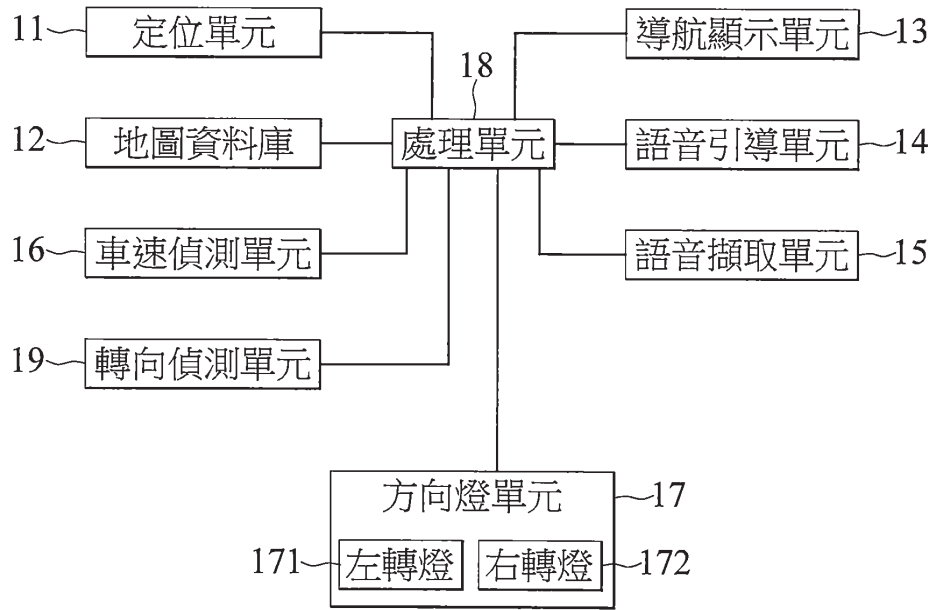 11 定位單元
導航顯示單元 13
18
12 地圖資料庫
處理單元
語音引導單元 14
16 車速偵測單元
語音擷取單元 15
19 轉向偵測單元
方向燈單元 17
171 左轉燈
右轉燈 172